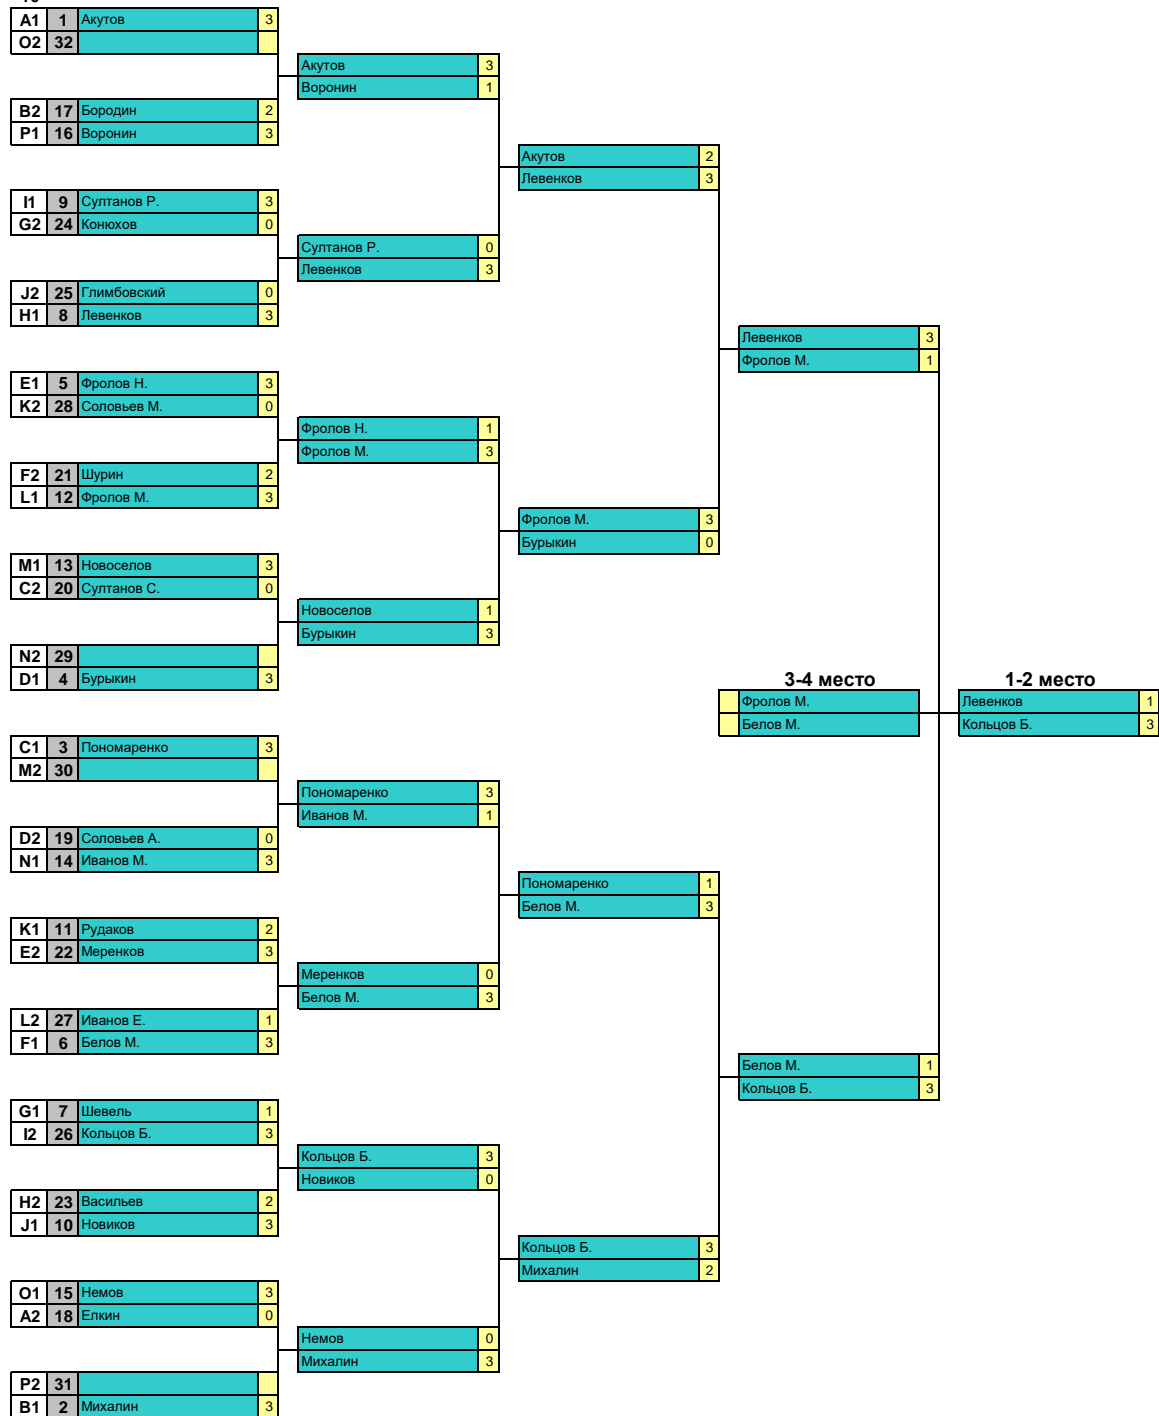 A1 1 Акутов 3
O2 32
Акутов 3
Воронин 1
B2 17 Бородин 2
P1 16 Воронин 3
Акутов 2
Левенков 3
I1 9 Султанов Р. 3
G2 24 Конюхов 0
Султанов Р. 0
Левенков 3
J2 25 Глимбовский 0
H1 8 Левенков 3
Левенков 3
Фролов М. 1
E1 5 Фролов Н. 3
K2 28 Соловьев М. 0
Фролов Н. 1
Фролов М. 3
F2 21 Шурин 2
L1 12 Фролов М. 3
Фролов М. 3
Бурыкин 0
M1 13 Новоселов 3
C2 20 Султанов С. 0
Новоселов 1
Бурыкин 3
N2 29
D1 4 Бурыкин 3
3-4 место 1-2 место
Фролов М. Левенков 1
Белов М. Кольцов Б. 3
C1 3 Пономаренко 3
M2 30
Пономаренко 3
Иванов М. 1
D2 19 Соловьев А. 0
N1 14 Иванов М. 3
Пономаренко 1
Белов М. 3
K1 11 Рудаков 2
E2 22 Меренков 3
Меренков 0
Белов М. 3
L2 27 Иванов Е. 1
F1 6 Белов М. 3
Белов М. 1
Кольцов Б. 3
G1 7 Шевель 1
I2 26 Кольцов Б. 3
Кольцов Б. 3
Новиков 0
H2 23 Васильев 2
J1 10 Новиков 3
Кольцов Б. 3
Михалин 2
O1 15 Немов 3
A2 18 Елкин 0
Немов 0
Михалин 3
P2 31
B1 2 Михалин 3